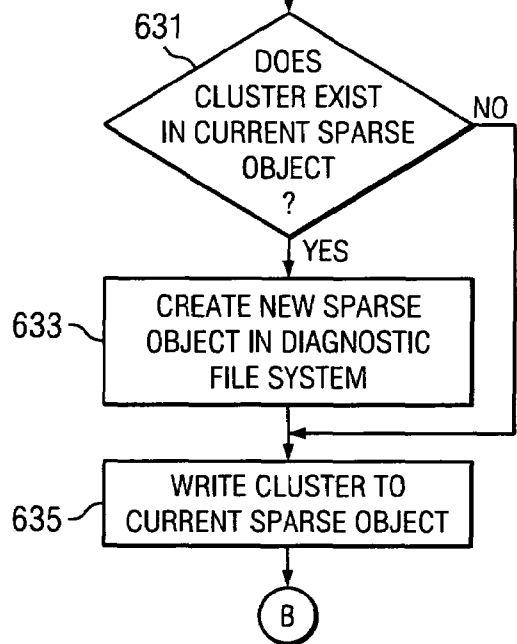 631
DOES
CLUSTER EXIST
IN CURRENT SPARSE
OBJECT
?
NO
YES
633
CREATE NEW SPARSE
OBJECT IN DIAGNOSTIC
FILE SYSTEM
635
WRITE CLUSTER TO
CURRENT SPARSE OBJECT
B